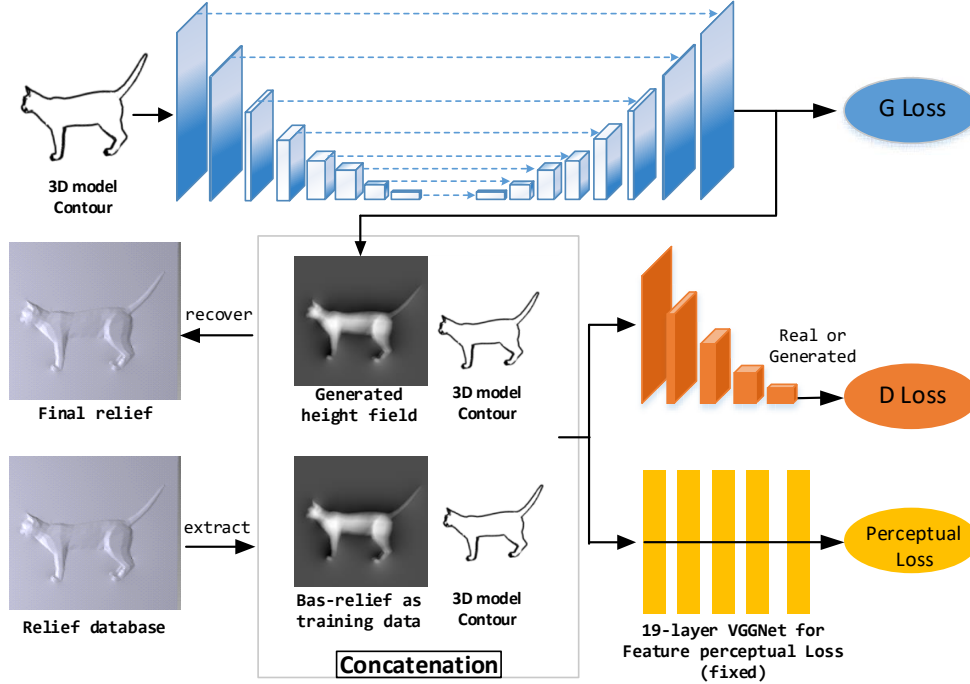 3D model
Contour
G Loss
recover
Final relief
Generated
height field
3D model
Contour
Real or
Generated
D Loss
extract
Relief database
Bas-relief as
training data
3D model
Contour
Perceptual
Loss
19-layer VGGNet for
Feature perceptual Loss
(fixed)
Concatenation